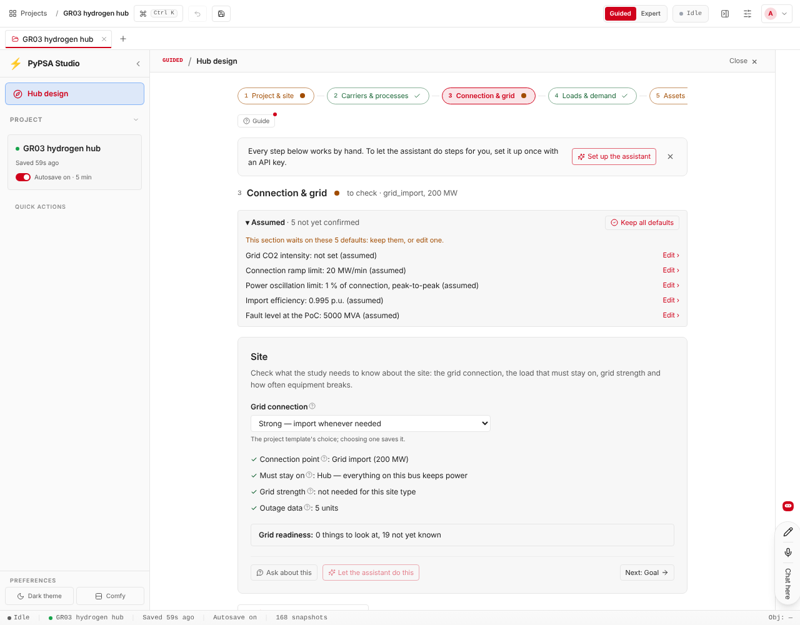 Projects / GR03 hydrogen hub ⌘ Ctrl K Guided Expert Idle A
GR03 hydrogen hub × +
PyPSA Studio
GUIDED / Hub design Close ×
Hub design
1 Project & site
2 Carriers & processes ✓
3 Connection & grid
4 Loads & demand ✓
5 Assets
PROJECT
Guide
GR03 hydrogen hub
Saved 59s ago
Autosave on · 5 min
QUICK ACTIONS
Every step below works by hand. To let the assistant do steps for you, set it up once with
an API key.
Set up the assistant
3 Connection & grid to check · grid_import, 200 MW
▾ Assumed · 5 not yet confirmed
Keep all defaults
This section waits on these 5 defaults: keep them, or edit one.
Grid CO2 intensity: not set (assumed) Edit ›
Connection ramp limit: 20 MW/min (assumed) Edit ›
Power oscillation limit: 1 % of connection, peak-to-peak (assumed) Edit ›
Import efficiency: 0.995 p.u. (assumed) Edit ›
Fault level at the PoC: 5000 MVA (assumed) Edit ›
Site
Check what the study needs to know about the site: the grid connection, the load that must stay on, grid strength and
how often equipment breaks.
Grid connection ?
Strong — import whenever needed
The project template's choice; choosing one saves it.
✓ Connection point ?: Grid import (200 MW)
✓ Must stay on ?: Hub — everything on this bus keeps power
✓ Grid strength ?: not needed for this site type
✓ Outage data ?: 5 units
Grid readiness: 0 things to look at, 19 not yet known
Ask about this
Let the assistant do this
Next: Goal →
Chat here
PREFERENCES
Dark theme
Comfy
Idle GR03 hydrogen hub Saved 59s ago Autosave on 168 snapshots Obj: —